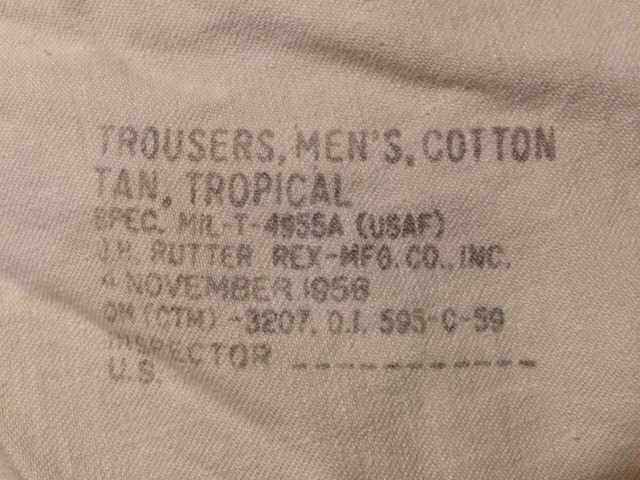 TROUSERS, MEN'S, COTTON
TAN, TROPICAL
SPEC. MIL-T-4955A (USAF)
J.H. RUTTER REX-MFG. CO., INC.
4 NOVEMBER 1958
QM (CTM) -3207, O.I. 595-C-59
INSPECTOR -----------
U.S.